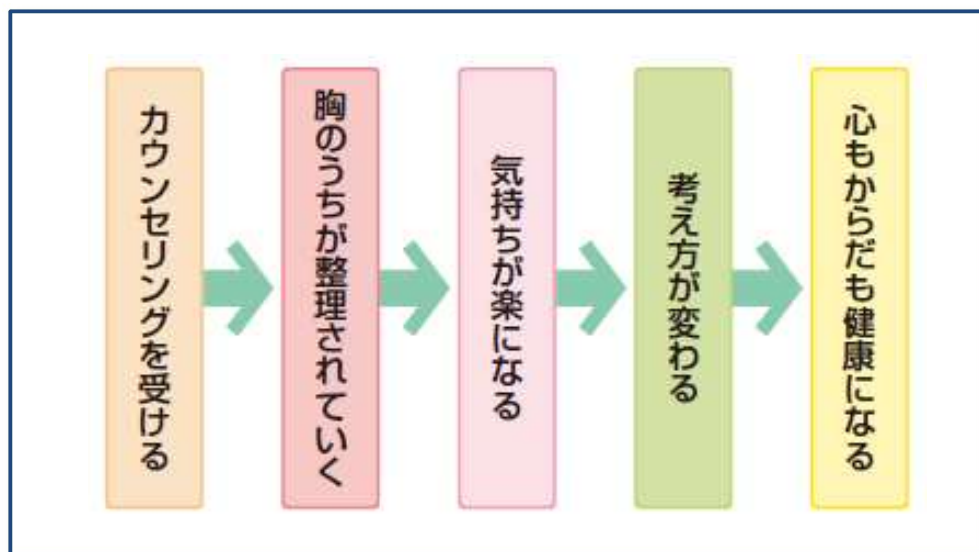 カウンセリングを受ける
胸のうちが整理されていく
気持ちが楽になる
考え方が変わる
心もからだも健康になる